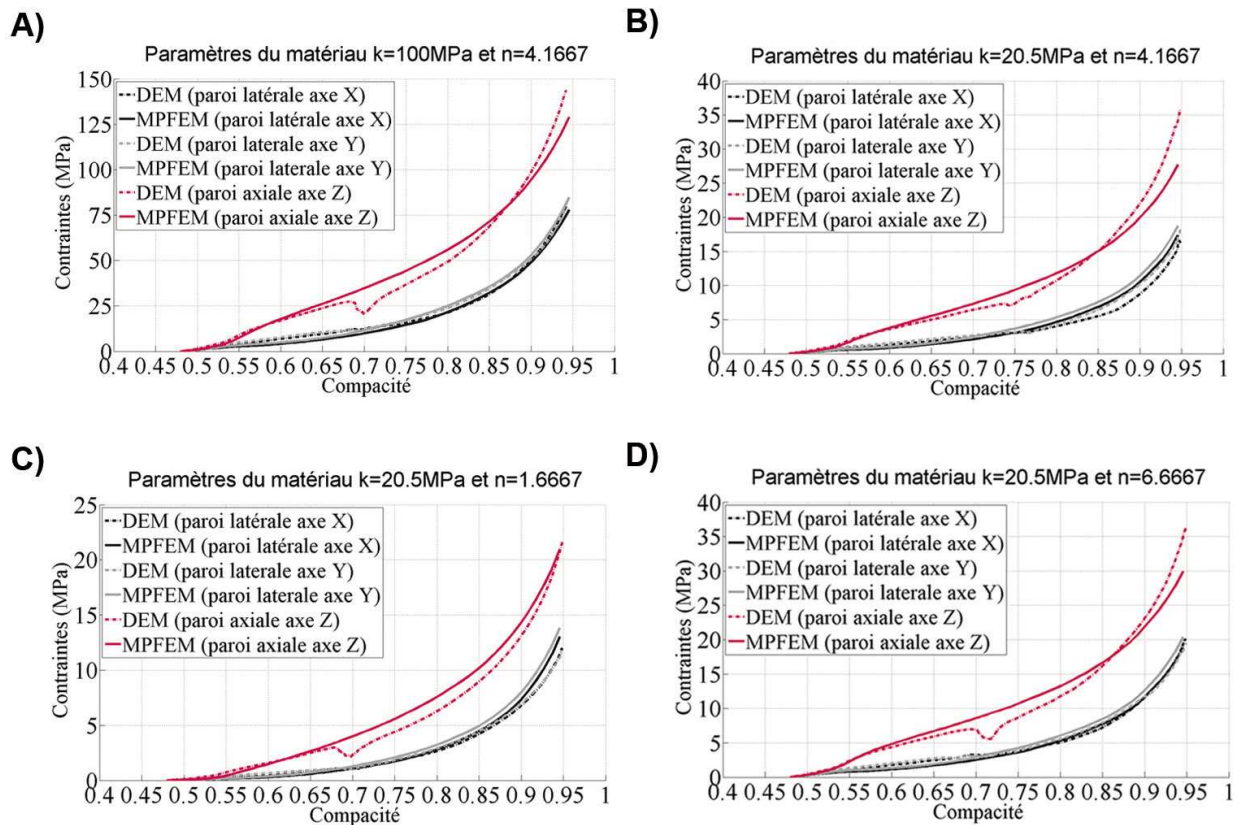 A)
Paramètres du matériau k=100MPa et n=4.1667
Contraintes (MPa)
150
125
100
75
50
25
0
DEM (paroi latérale axe X)
MPFEM (paroi latérale axe X)
DEM (paroi laterale axe Y)
MPFEM (paroi laterale axe Y)
DEM (paroi axiale axe Z)
MPFEM (paroi axiale axe Z)
0.4 0.45 0.5 0.55 0.6 0.65 0.7 0.75 0.8 0.85 0.9 0.95 1
Compacité
B)
Paramètres du matériau k=20.5MPa et n=4.1667
Contraintes (MPa)
40
35
30
25
20
15
10
5
0
DEM (paroi latérale axe X)
MPFEM (paroi latérale axe X)
DEM (paroi laterale axe Y)
MPFEM (paroi laterale axe Y)
DEM (paroi axiale axe Z)
MPFEM (paroi axiale axe Z)
0.4 0.45 0.5 0.55 0.6 0.65 0.7 0.75 0.8 0.85 0.9 0.95 1
Compacité
C)
Paramètres du matériau k=20.5MPa et n=1.6667
Contraintes (MPa)
25
20
15
10
5
0
DEM (paroi latérale axe X)
MPFEM (paroi latérale axe X)
DEM (paroi laterale axe Y)
MPFEM (paroi laterale axe Y)
DEM (paroi axiale axe Z)
MPFEM (paroi axiale axe Z)
0.4 0.45 0.5 0.55 0.6 0.65 0.7 0.75 0.8 0.85 0.9 0.95 1
Compacité
D)
Paramètres du matériau k=20.5MPa et n=6.6667
Contraintes (MPa)
40
35
30
25
20
15
10
5
0
DEM (paroi latérale axe X)
MPFEM (paroi latérale axe X)
DEM (paroi laterale axe Y)
MPFEM (paroi laterale axe Y)
DEM (paroi axiale axe Z)
MPFEM (paroi axiale axe Z)
0.4 0.45 0.5 0.55 0.6 0.65 0.7 0.75 0.8 0.85 0.9 0.95 1
Compacité